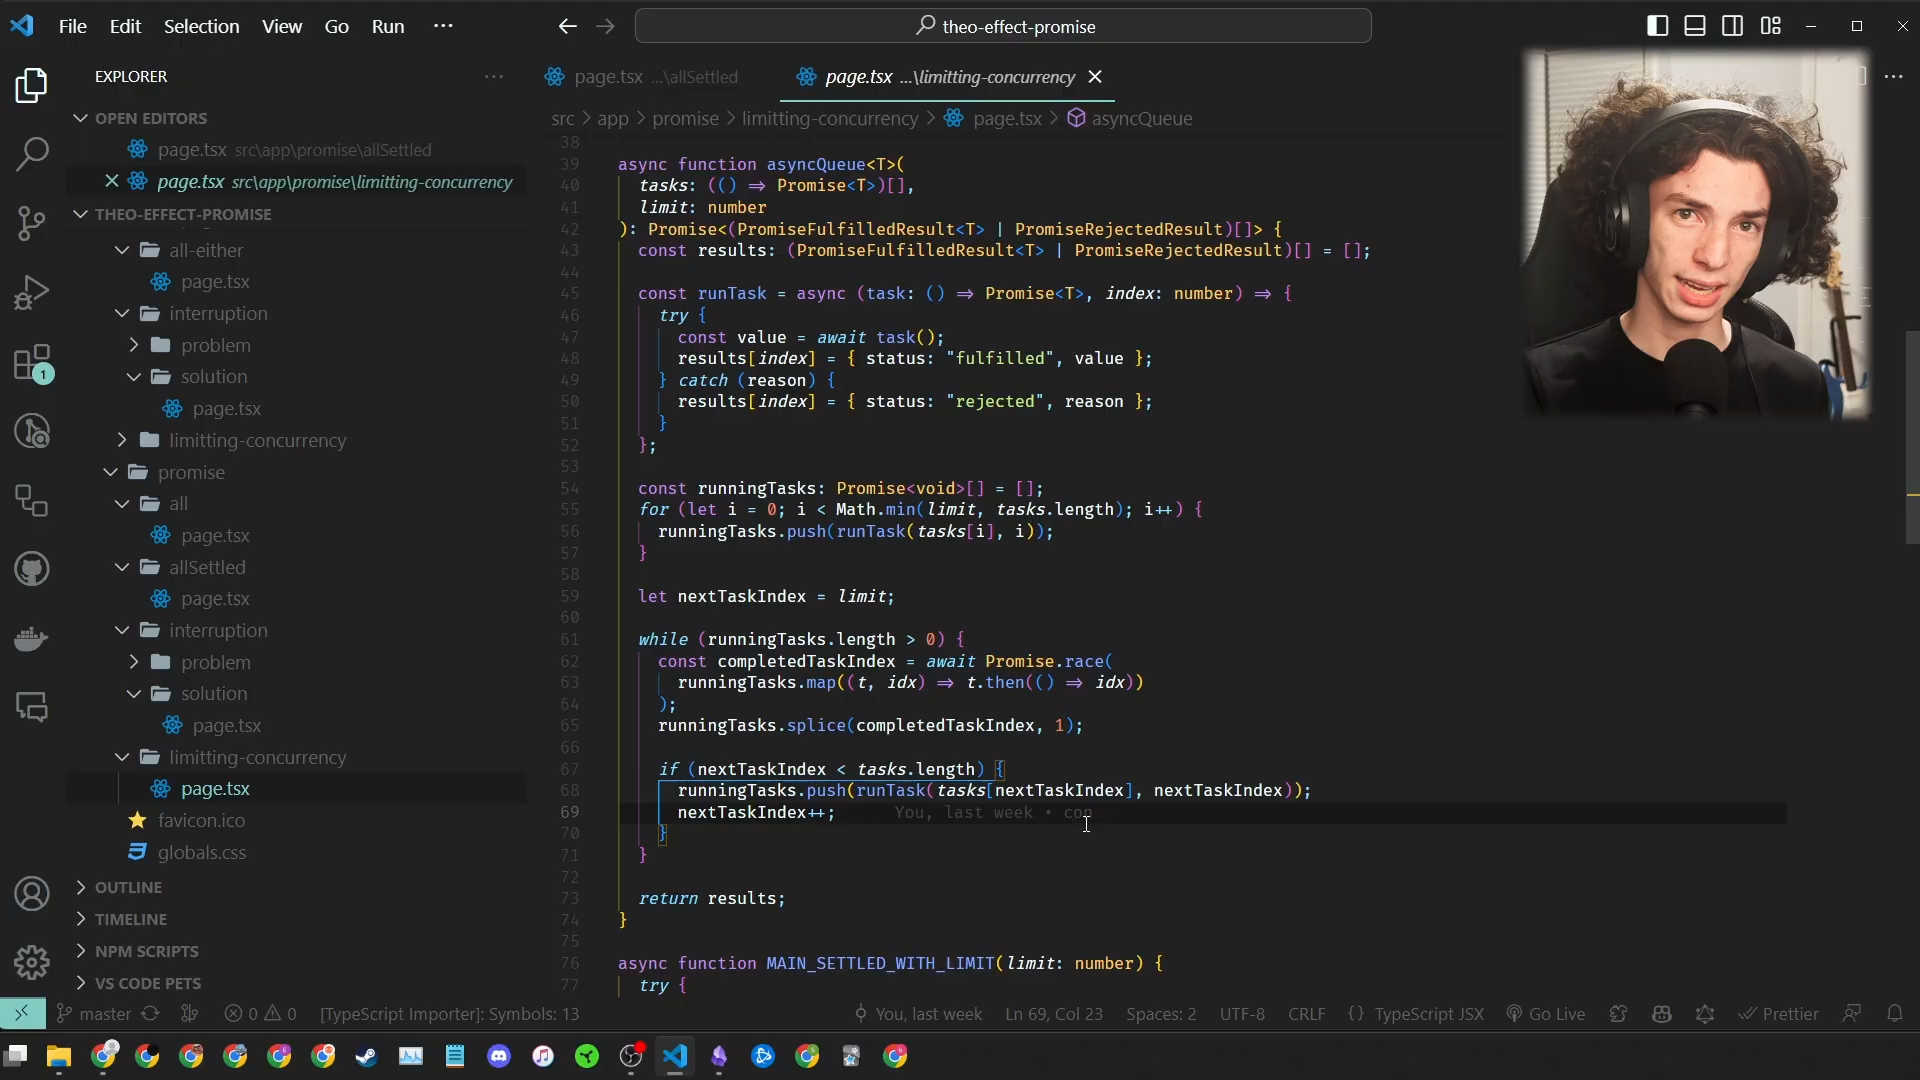 File Edit Selection View Go Run ···
theo-effect-promise
EXPLORER
OPEN EDITORS
page.tsx src\app\promise\allSettled
page.tsx src\app\promise\limitting-concurrency
THEO-EFFECT-PROMISE
all-either
page.tsx
interruption
problem
solution
page.tsx
limitting-concurrency
promise
all
page.tsx
allSettled
page.tsx
interruption
problem
solution
page.tsx
limitting-concurrency
page.tsx
favicon.ico
globals.css
OUTLINE
TIMELINE
NPM SCRIPTS
VS CODE PETS
1
page.tsx ...\allSettled
page.tsx ...\limitting-concurrency
src > app > promise > limitting-concurrency > page.tsx > asyncQueue
38
39 async function asyncQueue<T>(
40 tasks: (() => Promise<T>)[],
41 limit: number
42 ): Promise<(PromiseFulfilledResult<T> | PromiseRejectedResult)[]> {
43 const results: (PromiseFulfilledResult<T> | PromiseRejectedResult)[] = [];
44
45 const runTask = async (task: () => Promise<T>, index: number) => {
46 try {
47 const value = await task();
48 results[index] = { status: "fulfilled", value };
49 } catch (reason) {
50 results[index] = { status: "rejected", reason };
51 }
52 };
53
54 const runningTasks: Promise<void>[] = [];
55 for (let i = 0; i < Math.min(limit, tasks.length); i++) {
56 runningTasks.push(runTask(tasks[i], i));
57 }
58
59 let nextTaskIndex = limit;
60
61 while (runningTasks.length > 0) {
62 const completedTaskIndex = await Promise.race(
63 runningTasks.map((t, idx) => t.then(() => idx))
64 );
65 runningTasks.splice(completedTaskIndex, 1);
66
67 if (nextTaskIndex < tasks.length) {
68 runningTasks.push(runTask(tasks[nextTaskIndex], nextTaskIndex));
69 nextTaskIndex++; You, last week • con
70 }
71 }
72
73 return results;
74 }
75
76 async function MAIN_SETTLED_WITH_LIMIT(limit: number) {
77 try {
master 0 0 [TypeScript Importer]: Symbols: 13 You, last week Ln 69, Col 23 Spaces: 2 UTF-8 CRLF {} TypeScript JSX Go Live Prettier